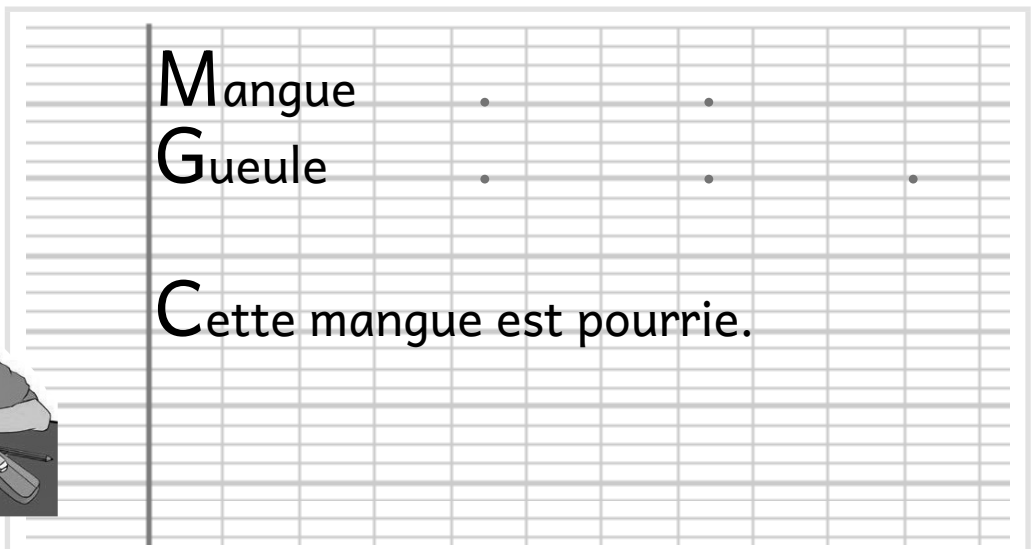 Mangue . .
Gueule . . .
Cette mangue est pourrie.